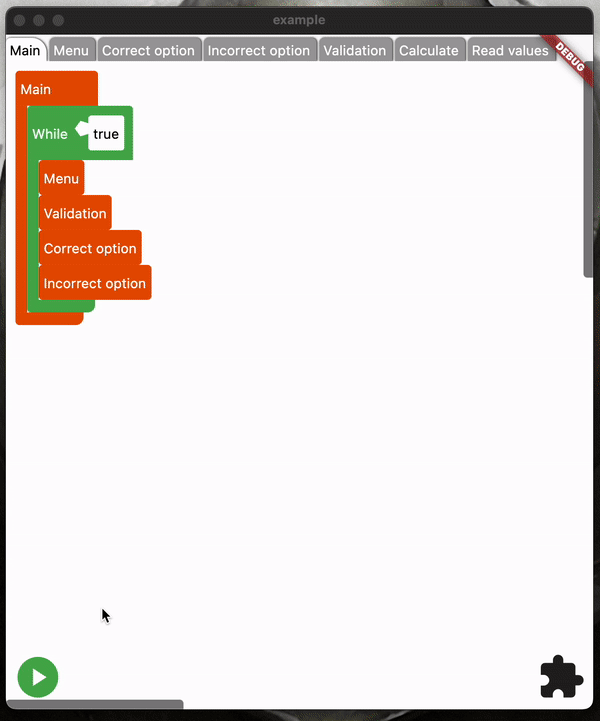 example
Main Menu Correct option Incorrect option Validation Calculate Read values
DEBUG
Main
While true
Menu
Validation
Correct option
Incorrect option